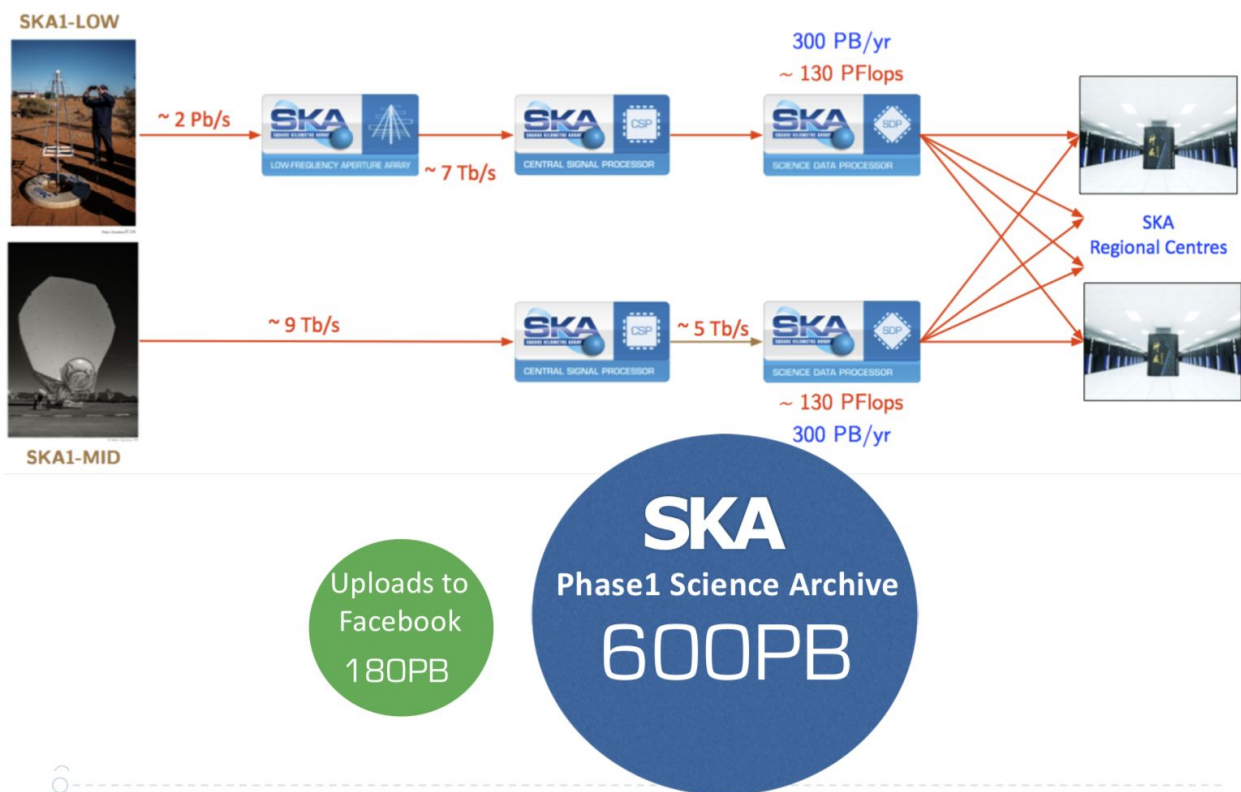 SKA1-LOW
300 PB/yr
~ 130 PFlops
~ 2 Pb/s
SKA
SQUARE KILOMETRE ARRAY
LOW-FREQUENCY APERTURE ARRAY
~ 7 Tb/s
SKA
SQUARE KILOMETRE ARRAY
CSP
CENTRAL SIGNAL PROCESSOR
SKA
SQUARE KILOMETRE ARRAY
SDP
SCIENCE DATA PROCESSOR
SKA
Regional Centres
~ 9 Tb/s
SKA
SQUARE KILOMETRE ARRAY
CSP
CENTRAL SIGNAL PROCESSOR
~ 5 Tb/s
SKA
SQUARE KILOMETRE ARRAY
SDP
SCIENCE DATA PROCESSOR
~ 130 PFlops
300 PB/yr
SKA1-MID
Uploads to
Facebook
180PB
SKA
Phase1 Science Archive
600PB